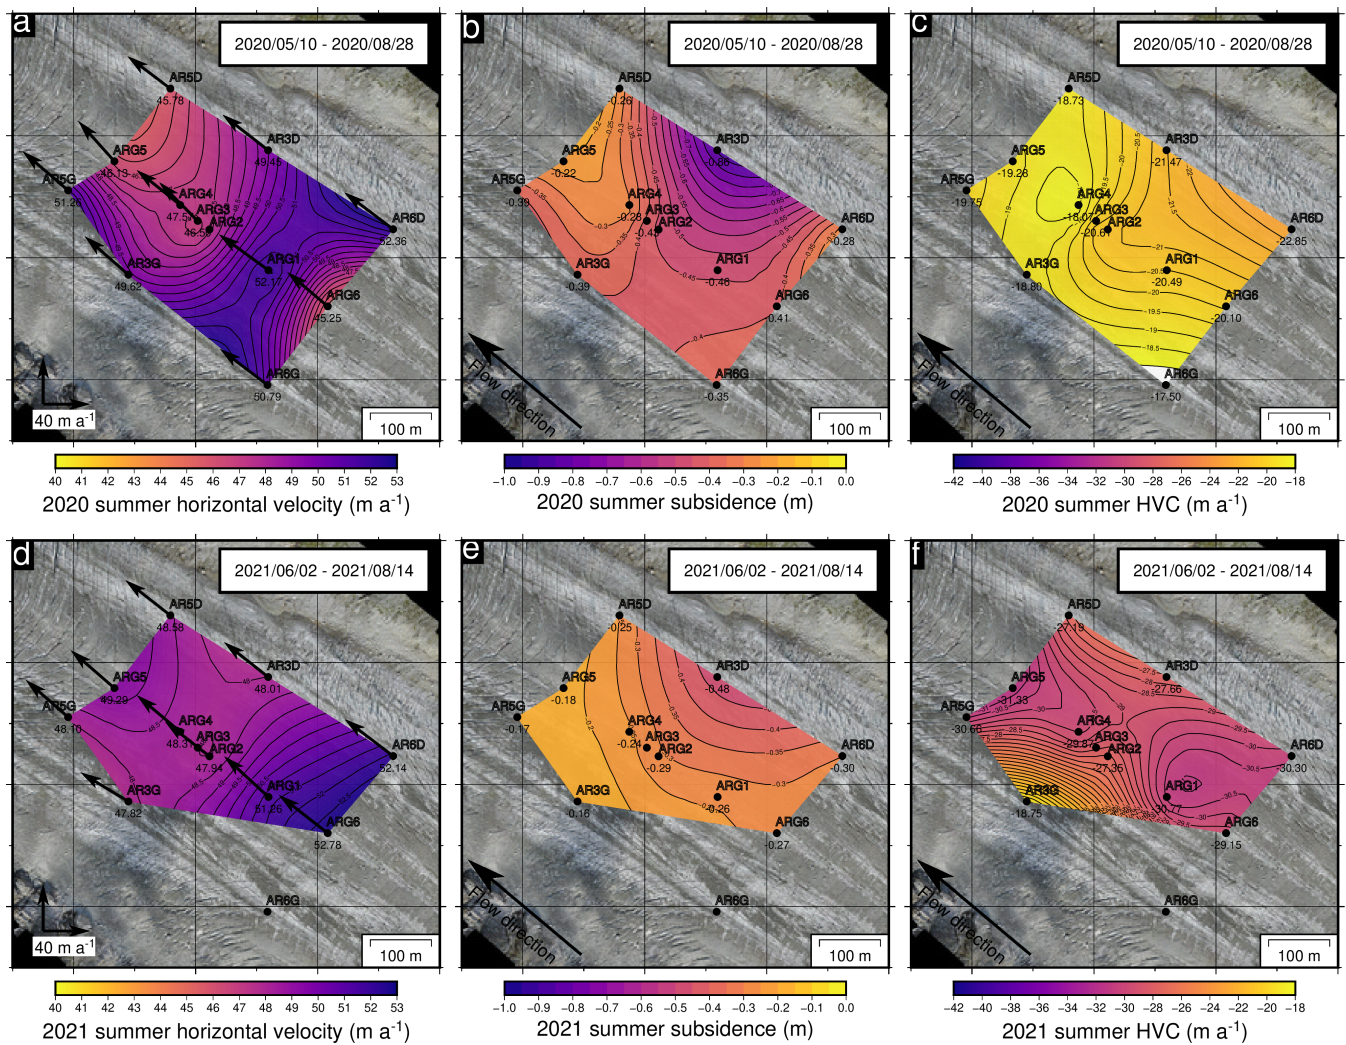 a
2020/05/10 - 2020/08/28
AR5D
45.78
ARG5
46.13
AR3D
49.45
AR5G
51.26
ARG4
47.5
ARG3
46.59
ARG2
AR6D
52.36
AR3G
49.62
ARG1
52.17
ARG6
45.25
AR6G
50.79
40 m a-1
100 m
40 41 42 43 44 45 46 47 48 49 50 51 52 53
2020 summer horizontal velocity (m a-1)
b
2020/05/10 - 2020/08/28
AR5D
-0.26
ARG5
-0.22
AR3D
-0.86
AR5G
-0.39
ARG4
-0.28
ARG3
ARG2
AR6D
-0.28
AR3G
-0.39
ARG1
-0.46
ARG6
-0.41
AR6G
-0.35
Flow direction
100 m
−1.0 −0.9 −0.8 −0.7 −0.6 −0.5 −0.4 −0.3 −0.2 −0.1 0.0
2020 summer subsidence (m)
c
2020/05/10 - 2020/08/28
AR5D
-18.73
ARG5
-19.28
AR3D
-21.47
AR5G
-19.75
ARG4
-18.07
ARG3
ARG2
-20.61
AR6D
-22.85
AR3G
-18.80
ARG1
-20.49
ARG6
-20.10
AR6G
-17.50
Flow direction
100 m
−42 −40 −38 −36 −34 −32 −30 −28 −26 −24 −22 −20 −18
2020 summer HVC (m a-1)
d
2021/06/02 - 2021/08/14
AR5D
48.58
ARG5
49.29
AR3D
48.01
AR5G
48.10
ARG4
48.31
ARG3
ARG2
47.94
AR6D
52.14
AR3G
47.82
ARG1
51.26
ARG6
52.78
AR6G
40 m a-1
100 m
40 41 42 43 44 45 46 47 48 49 50 51 52 53
2021 summer horizontal velocity (m a-1)
e
2021/06/02 - 2021/08/14
AR5D
-0.25
ARG5
-0.18
AR3D
-0.48
AR5G
-0.17
ARG4
-0.24
ARG3
ARG2
-0.29
AR6D
-0.30
AR3G
-0.16
ARG1
-0.26
ARG6
-0.27
AR6G
Flow direction
100 m
−1.0 −0.9 −0.8 −0.7 −0.6 −0.5 −0.4 −0.3 −0.2 −0.1 0.0
2021 summer subsidence (m)
f
2021/06/02 - 2021/08/14
AR5D
-27.19
ARG5
-31.33
AR3D
-27.66
AR5G
-30.66
ARG4
-29.87
ARG3
ARG2
-27.35
AR6D
-30.30
AR3G
-18.75
ARG1
-30.77
ARG6
-29.15
AR6G
Flow direction
100 m
−42 −40 −38 −36 −34 −32 −30 −28 −26 −24 −22 −20 −18
2021 summer HVC (m a-1)